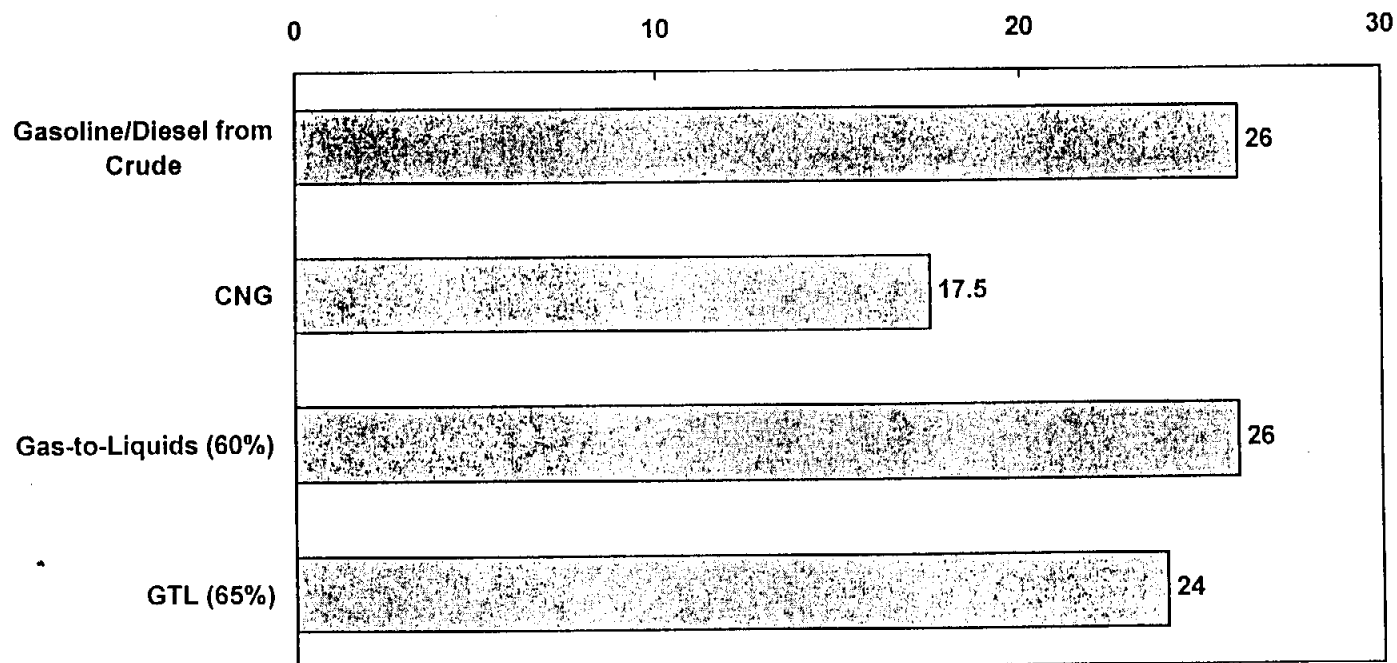 0 10 20 30
Gasoline/Diesel from
Crude
26
CNG
17.5
Gas-to-Liquids (60%)
26
GTL (65%)
24